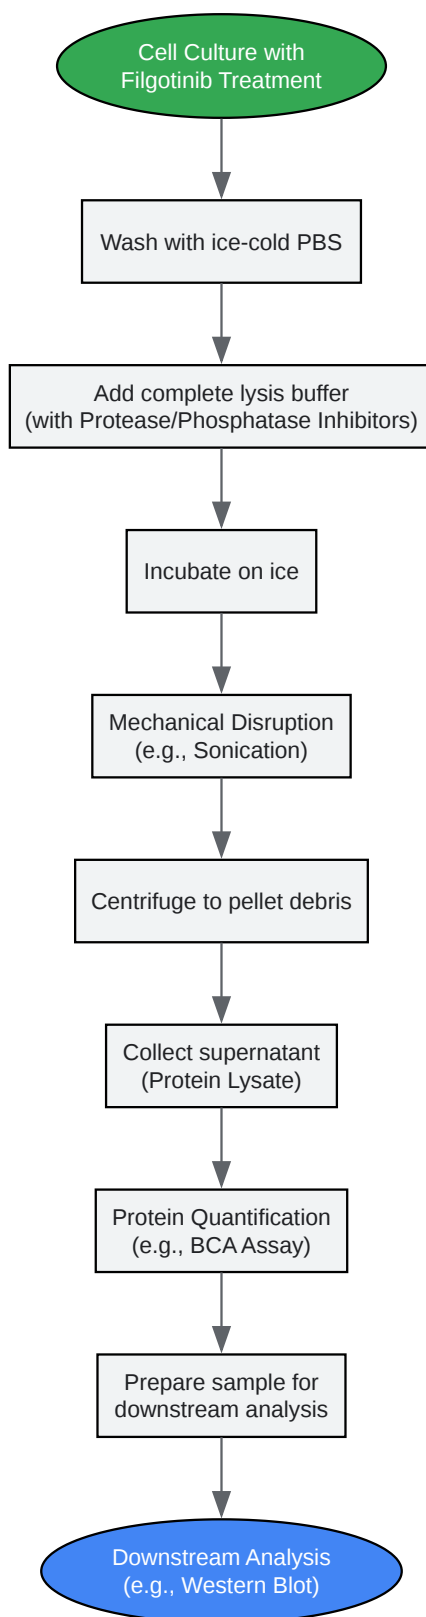 Cell Culture with
Filgotinib Treatment
Wash with ice-cold PBS
Add complete lysis buffer
(with Protease/Phosphatase Inhibitors)
Incubate on ice
Mechanical Disruption
(e.g., Sonication)
Centrifuge to pellet debris
Collect supernatant
(Protein Lysate)
Protein Quantification
(e.g., BCA Assay)
Prepare sample for
downstream analysis
Downstream Analysis
(e.g., Western Blot)